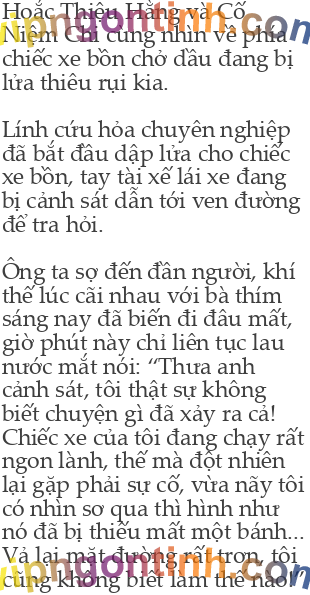 Hoắc Thiệu Hằng và Cố
Niệm Chi cùng nhìn về phía
chiếc xe bồn chở dầu đang bị
lửa thiêu rụi kia.
Lính cứu hỏa chuyên nghiệp
đã bắt đầu dập lửa cho chiếc
xe bồn, tay tài xế lái xe đang
bị cảnh sát dẫn tới ven đường
để tra hỏi.
Ông ta sợ đến đần người, khí
thế lúc cãi nhau với bà thím
sáng nay đã biến đi đâu mất,
giờ phút này chỉ liên tục lau
nước mắt nói: “Thưa anh
cảnh sát, tôi thật sự không
biết chuyện gì đã xảy ra cả!
Chiếc xe của tôi đang chạy rất
ngon lành, thế mà đột nhiên
lại gặp phải sự cố, vừa nãy tôi
có nhìn sơ qua thì hình như
nó đã bị thiếu mất một bánh...
Vả lại mặt đường rất trơn, tôi
cũng không biết làm thế nào!”
vipngontinh.com
vipngontinh.com